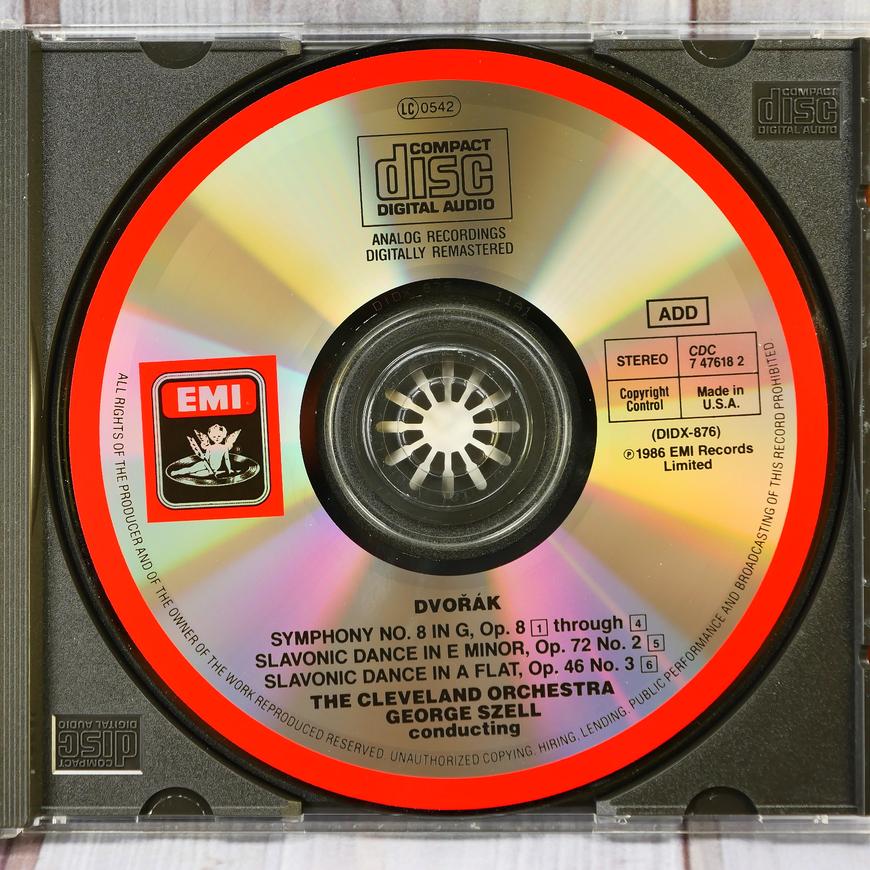 LC 0542
COMPACT
disc
DIGITAL AUDIO
ANALOG RECORDINGS
DIGITALLY REMASTERED
COMPACT
disc
DIGITAL AUDIO
ADD
STEREO
CDC
7 47618 2
Copyright
Control
Made in
U.S.A.
(DIDX-876)
℗1986 EMI Records
Limited
EMI
DVOŘÁK
SYMPHONY NO. 8 IN G, Op. 8 1 through 4
SLAVONIC DANCE IN E MINOR, Op. 72 No. 2 5
SLAVONIC DANCE IN A FLAT, Op. 46 No. 3 6
THE CLEVELAND ORCHESTRA
GEORGE SZELL
conducting
ALL RIGHTS OF THE PRODUCER AND OF THE OWNER OF THE WORK REPRODUCED RESERVED. UNAUTHORIZED COPYING, HIRING, LENDING, PUBLIC PERFORMANCE AND BROADCASTING OF THIS RECORD PROHIBITED.
COMPACT
disc
DIGITAL AUDIO